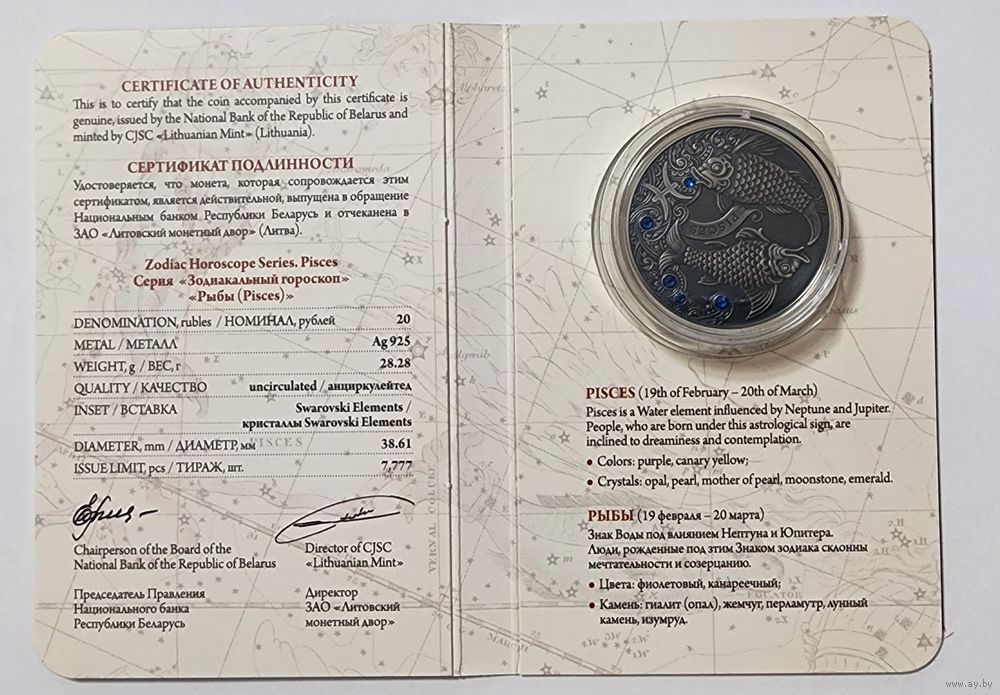 CERTIFICATE OF AUTHENTICITY
This is to certify that the coin accompanied by this certificate is
genuine, issued by the National Bank of the Republic of Belarus and
minted by CJSC «Lithuanian Mint» (Lithuania).
СЕРТИФИКАТ ПОДЛИННОСТИ
Удостоверяется, что монета, которая сопровождается этим
сертификатом, является действительной, выпущена в обращение
Национальным банком Республики Беларусь и отчеканена в
ЗАО «Литовский монетный двор» (Литва).
Zodiac Horoscope Series. Pisces
Серия «Зодиакальный гороскоп»
«Рыбы (Pisces)»
DENOMINATION, rubles / НОМИНАЛ, рублей 20
METAL / МЕТАЛЛ Ag 925
WEIGHT, g / ВЕС, г 28.28
QUALITY / КАЧЕСТВО uncirculated / анциркулейтед
INSET / ВСТАВКА Swarovski Elements /
кристаллы Swarovski Elements
DIAMETER, mm / ДИАМЕТР, мм 38.61
PISCES
ISSUE LIMIT, pcs / ТИРАЖ, шт. 7,777
Chairperson of the Board of the
National Bank of the Republic of Belarus
Director of CJSC
«Lithuanian Mint»
Председатель Правления
Национального банка
Республики Беларусь
Директор
ЗАО «Литовский
монетный двор»
PISCES
PISCES (19th of February – 20th of March)
Pisces is a Water element influenced by Neptune and Jupiter.
People, who are born under this astrological sign, are
inclined to dreaminess and contemplation.
• Colors: purple, canary yellow;
• Crystals: opal, pearl, mother of pearl, moonstone, emerald.
РЫБЫ (19 февраля – 20 марта)
Знак Воды под влиянием Нептуна и Юпитера.
Люди, рожденные под этим Знаком зодиака склонны
мечтательности и созерцанию.
• Цвета: фиолетовый, канареечный;
• Камень: гиалит (опал), жемчуг, перламутр, лунный
камень, изумруд.
EQUATOR
www.ay.by